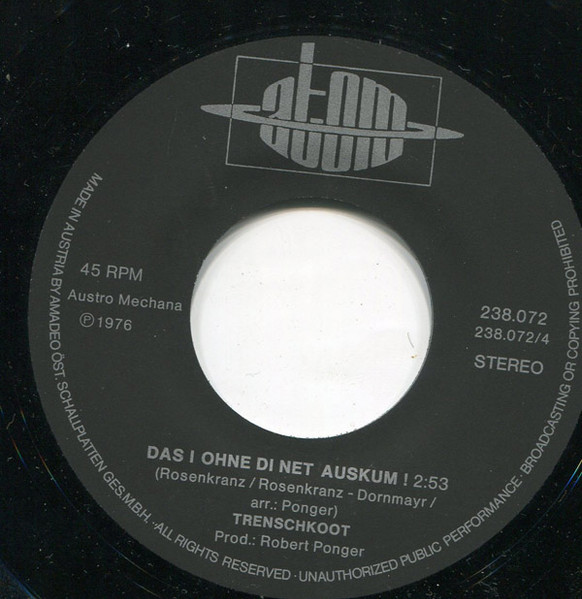 atom
45 RPM
Austro Mechana
℗ 1976
238.072
238.072/4
STEREO
DAS I OHNE DI NET AUSKUM ! 2:53
(Rosenkranz / Rosenkranz - Dornmayr /
arr.: Ponger)
TRENSCHKOOT
Prod.: Robert Ponger
MADE IN AUSTRIA BY AMADEO ÖST. SCHALLPLATTEN GES.M.B.H. · ALL RIGHTS RESERVED · UNAUTHORIZED PUBLIC PERFORMANCE · BROADCASTING OR COPYING PROHIBITED